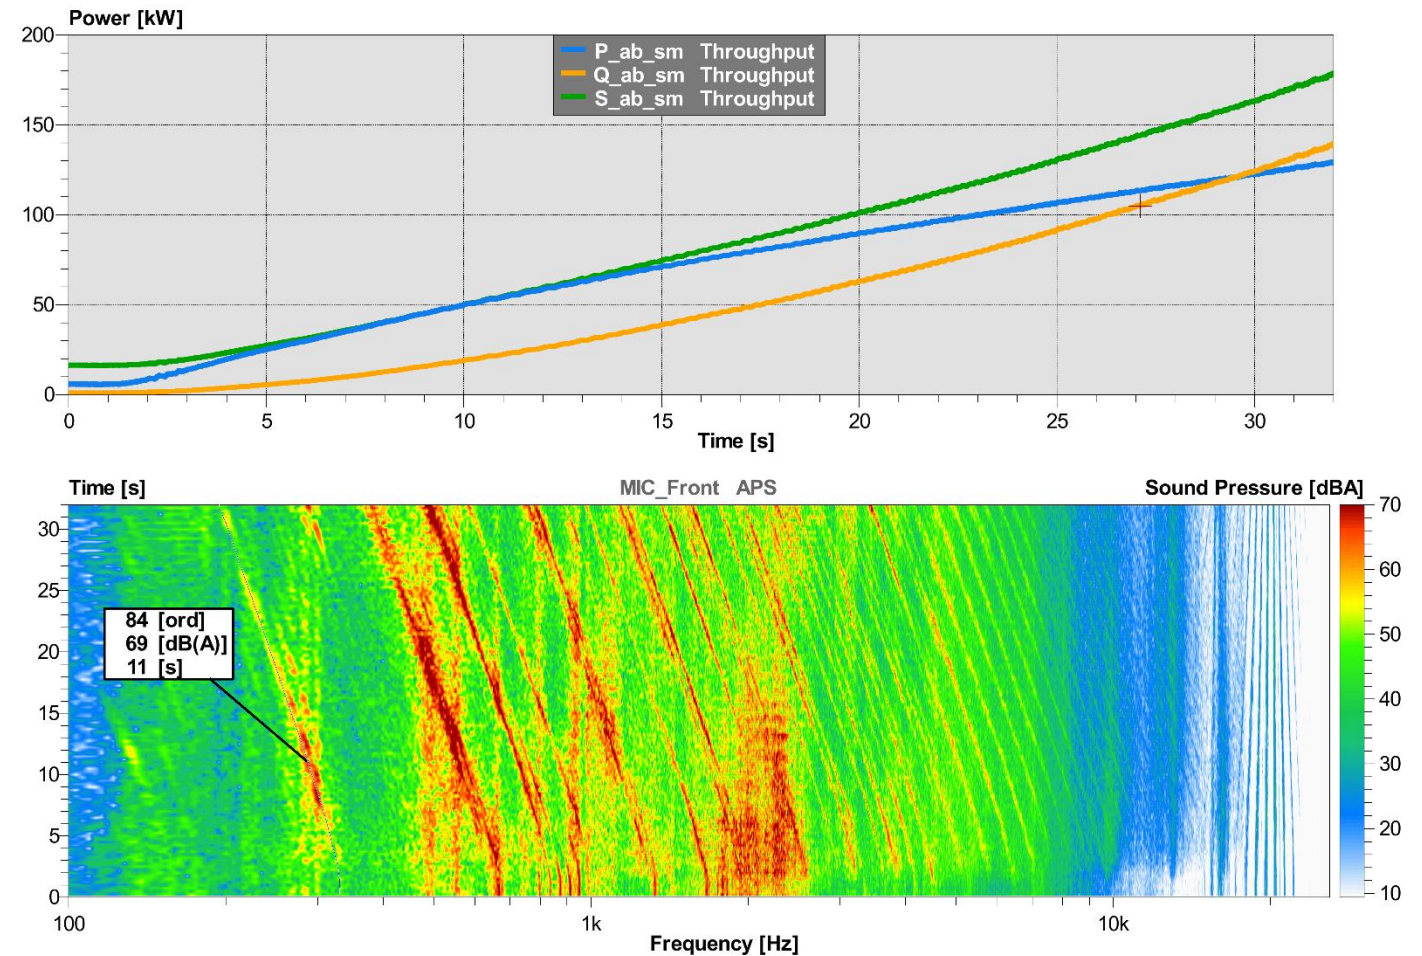 Power [kW]
200
150
100
50
0
P_ab_sm Throughput
Q_ab_sm Throughput
S_ab_sm Throughput
0 5 10 15 20 25 30
Time [s]
Time [s] MIC_Front APS Sound Pressure [dBA]
30
25
20
15
10
5
0
84 [ord]
69 [dB(A)]
11 [s]
70
60
50
40
30
20
10
100 1k 10k
Frequency [Hz]